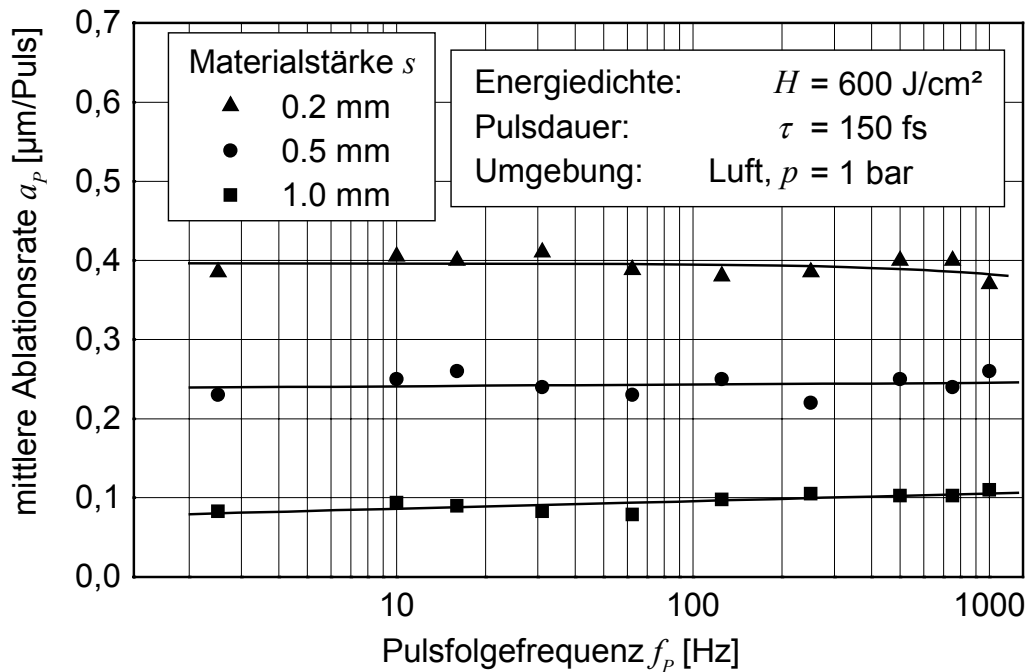 mittlere Ablationsrate a_P [µm/Puls]
0,7
0,6
0,5
0,4
0,3
0,2
0,1
0,0
Materialstärke s
0.2 mm
0.5 mm
1.0 mm
Energiedichte: H = 600 J/cm²
Pulsdauer: τ = 150 fs
Umgebung: Luft, p = 1 bar
10 100 1000
Pulsfolgefrequenz f_P [Hz]